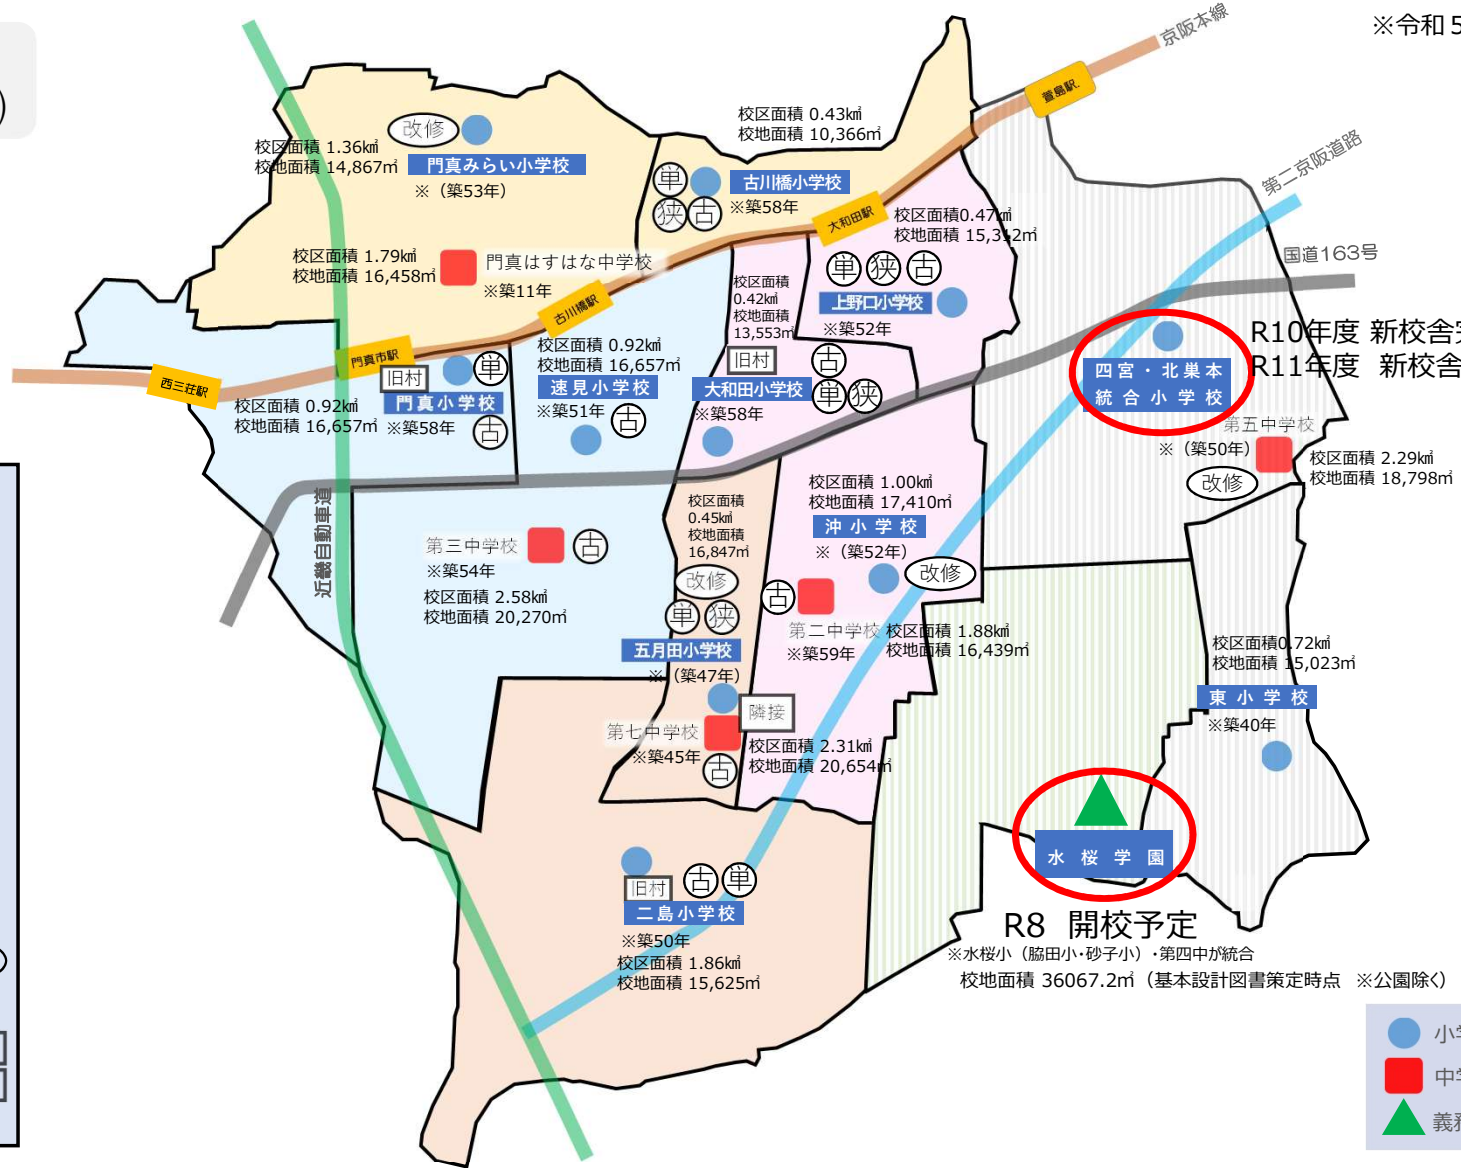 ※令和5
京阪本線
萱島駅
校区面積 0.43㎢
校地面積 10,366㎡
改修
校区面積 1.36㎢
校地面積 14,867㎡
門真みらい小学校
※（築53年）
単
狭 古
古川橋小学校
※築58年
第二京阪道路
大和田駅
校区面積0.47㎢
校地面積 15,312㎡
国道163号
校区面積 1.79㎢
校地面積 16,458㎡
門真はすはな中学校
※築11年
単 狭 古
上野口小学校
※築52年
校区面積
0.42㎢
校地面積
13,553㎡
古川橋駅
門真市駅
西三荘駅
旧村
単
門真小学校
※築58年
古
校区面積 0.92㎢
校地面積 16,657㎡
校区面積 0.92㎢
校地面積 16,657㎡
速見小学校
※築51年
古
旧村
古
大和田小学校
単 狭
※築58年
R10年度 新校舎
R11年度 新校舎
四宮・北巣本
統合小学校
※（築50年）
第五中学校
改修
校区面積 2.29㎢
校地面積 18,798㎡
近畿自動車道
第三中学校
古
※築54年
校区面積 2.58㎢
校地面積 20,270㎡
校区面積
0.45㎢
校地面積
16,847㎡
改修
単 狭
五月田小学校
※（築47年）
校区面積 1.00㎢
校地面積 17,410㎡
沖小学校
※（築52年）
改修
古
第二中学校
※築59年
校区面積 1.88㎢
校地面積 16,439㎡
校区面積0.72㎢
校地面積 15,023㎡
東小学校
※築40年
隣接
第七中学校
※築45年
古
校区面積 2.31㎢
校地面積 20,654㎡
水桜学園
R8 開校予定
※水桜小（脇田小・砂子小）・第四中が統合
校地面積 36067.2㎡（基本設計図書策定時点 ※公園除く）
旧村
古 単
二島小学校
※築50年
校区面積 1.86㎢
校地面積 15,625㎡
小
中
義